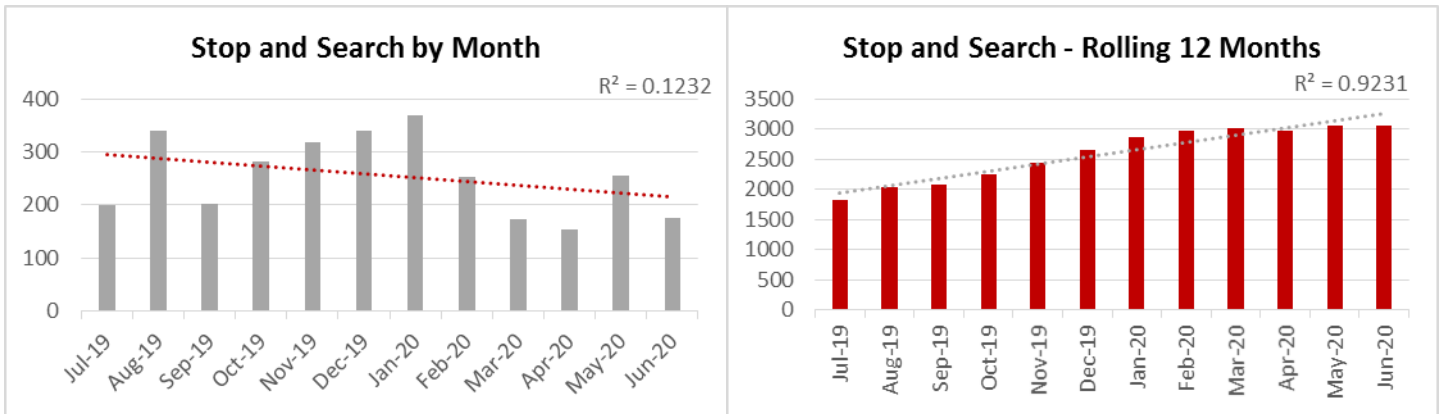 Stop and Search by Month
R² = 0.1232
400
300
200
100
0
Jul-19
Aug-19
Sep-19
Oct-19
Nov-19
Dec-19
Jan-20
Feb-20
Mar-20
Apr-20
May-20
Jun-20
Stop and Search - Rolling 12 Months
R² = 0.9231
3500
3000
2500
2000
1500
1000
500
0
Jul-19
Aug-19
Sep-19
Oct-19
Nov-19
Dec-19
Jan-20
Feb-20
Mar-20
Apr-20
May-20
Jun-20